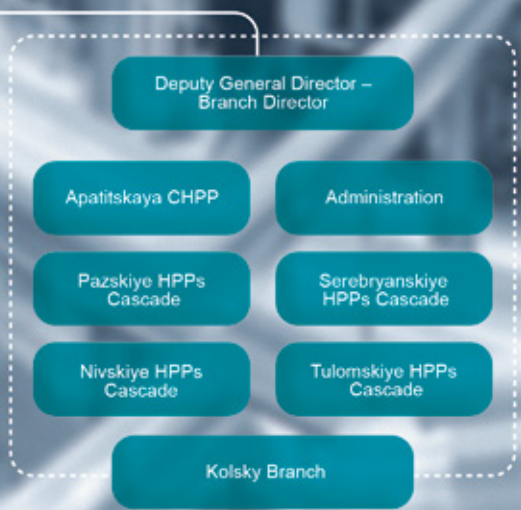 Deputy General Director –
Branch Director
Apatitskaya CHPP
Administration
Pazskiye HPPs
Cascade
Serebryanskiye
HPPs Cascade
Nivskiye HPPs
Cascade
Tulomskiye HPPs
Cascade
Kolsky Branch